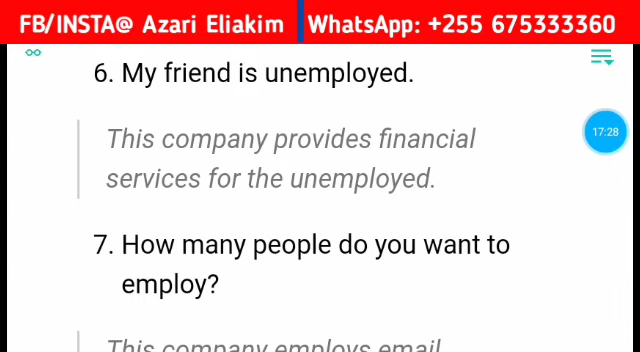 FB/INSTA@ Azari Eliakim WhatsApp: +255 675333360
6. My friend is unemployed.
17:28
This company provides financial
services for the unemployed.
7. How many people do you want to
employ?
This company employs email